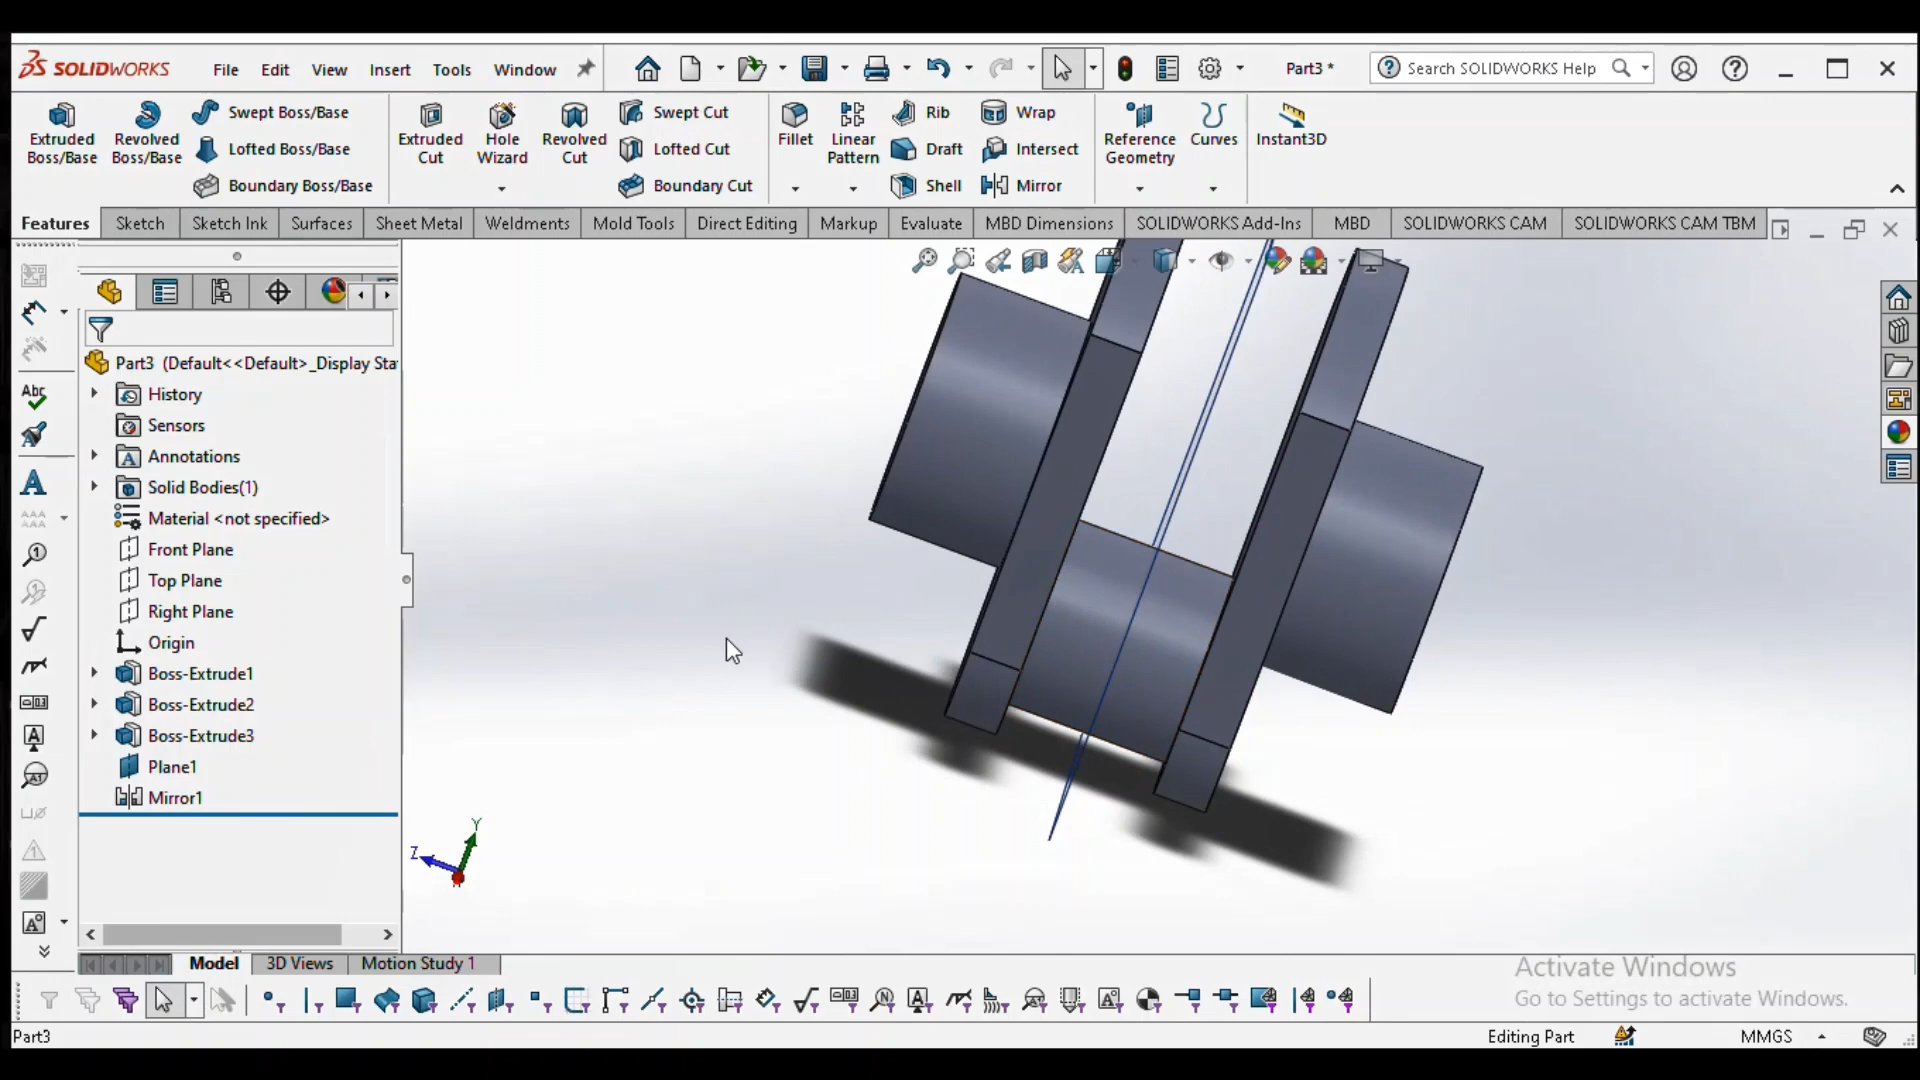 SOLIDWORKS File Edit View Insert Tools Window Part3 * Search SOLIDWORKS Help
Extruded Boss/Base
Revolved Boss/Base
Swept Boss/Base
Lofted Boss/Base
Boundary Boss/Base
Extruded Cut
Hole Wizard
Revolved Cut
Swept Cut
Lofted Cut
Boundary Cut
Fillet
Linear Pattern
Rib
Draft
Shell
Wrap
Intersect
Mirror
Reference Geometry
Curves
Instant3D
Features Sketch Sketch Ink Surfaces Sheet Metal Weldments Mold Tools Direct Editing Markup Evaluate MBD Dimensions SOLIDWORKS Add-Ins MBD SOLIDWORKS CAM SOLIDWORKS CAM TBM
Part3 (Default<<Default>_Display Sta
History
Sensors
Annotations
Solid Bodies(1)
Material <not specified>
Front Plane
Top Plane
Right Plane
Origin
Boss-Extrude1
Boss-Extrude2
Boss-Extrude3
Plane1
Mirror1
Abc
Y
Z
Model 3D Views Motion Study 1
Activate Windows
Go to Settings to activate Windows.
Part3 Editing Part MMGS